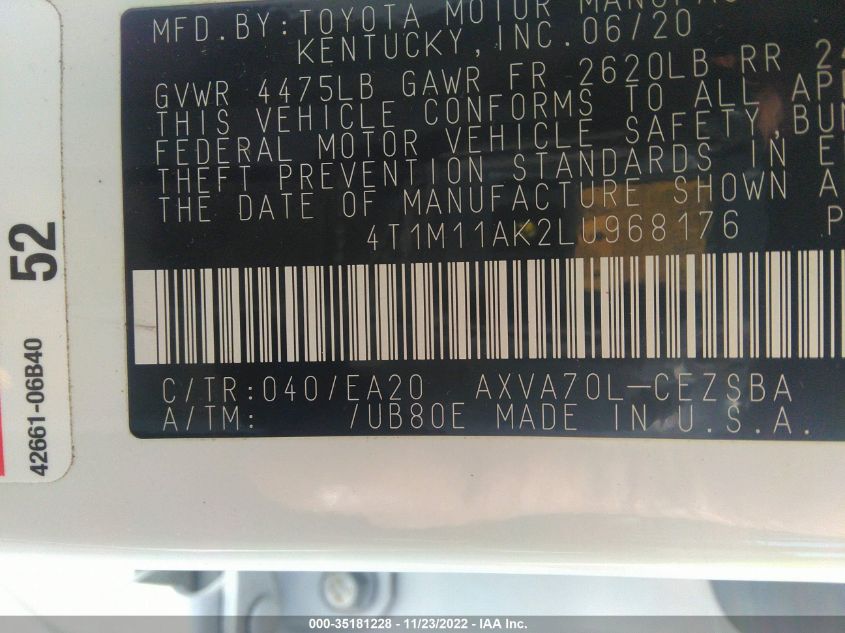 MFD.BY:TOYOTA MOTOR
KENTUCKY,INC.06/20
GVWR 4475LB GAWR FR 2620LB RR
THIS VEHICLE CONFORMS TO ALL
FEDERAL MOTOR VEHICLE SAFETY,
THEFT PREVENTION STANDARDS IN
THE DATE OF MANUFACTURE SHOWN
4T1M11AK2LU968176 P
C/TR:040/EA20 AXVA70L-CEZSBA
A/TM: /UB80E MADE IN U.S.A.
52
42661-06B40
000-35181228 - 11/23/2022 - IAA Inc.